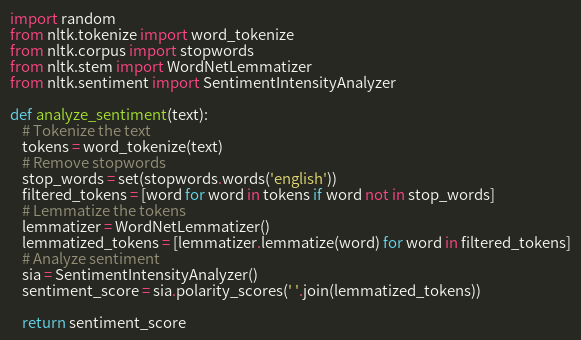 import random
from nltk.tokenize import word_tokenize
from nltk.corpus import stopwords
from nltk.stem import WordNetLemmatizer
from nltk.sentiment import SentimentIntensityAnalyzer

def analyze_sentiment(text):
    # Tokenize the text
    tokens = word_tokenize(text)
    # Remove stopwords
    stop_words = set(stopwords.words('english'))
    filtered_tokens = [word for word in tokens if word not in stop_words]
    # Lemmatize the tokens
    lemmatizer = WordNetLemmatizer()
    lemmatized_tokens = [lemmatizer.lemmatize(word) for word in filtered_tokens]
    # Analyze sentiment
    sia = SentimentIntensityAnalyzer()
    sentiment_score = sia.polarity_scores(' '.join(lemmatized_tokens))

    return sentiment_score